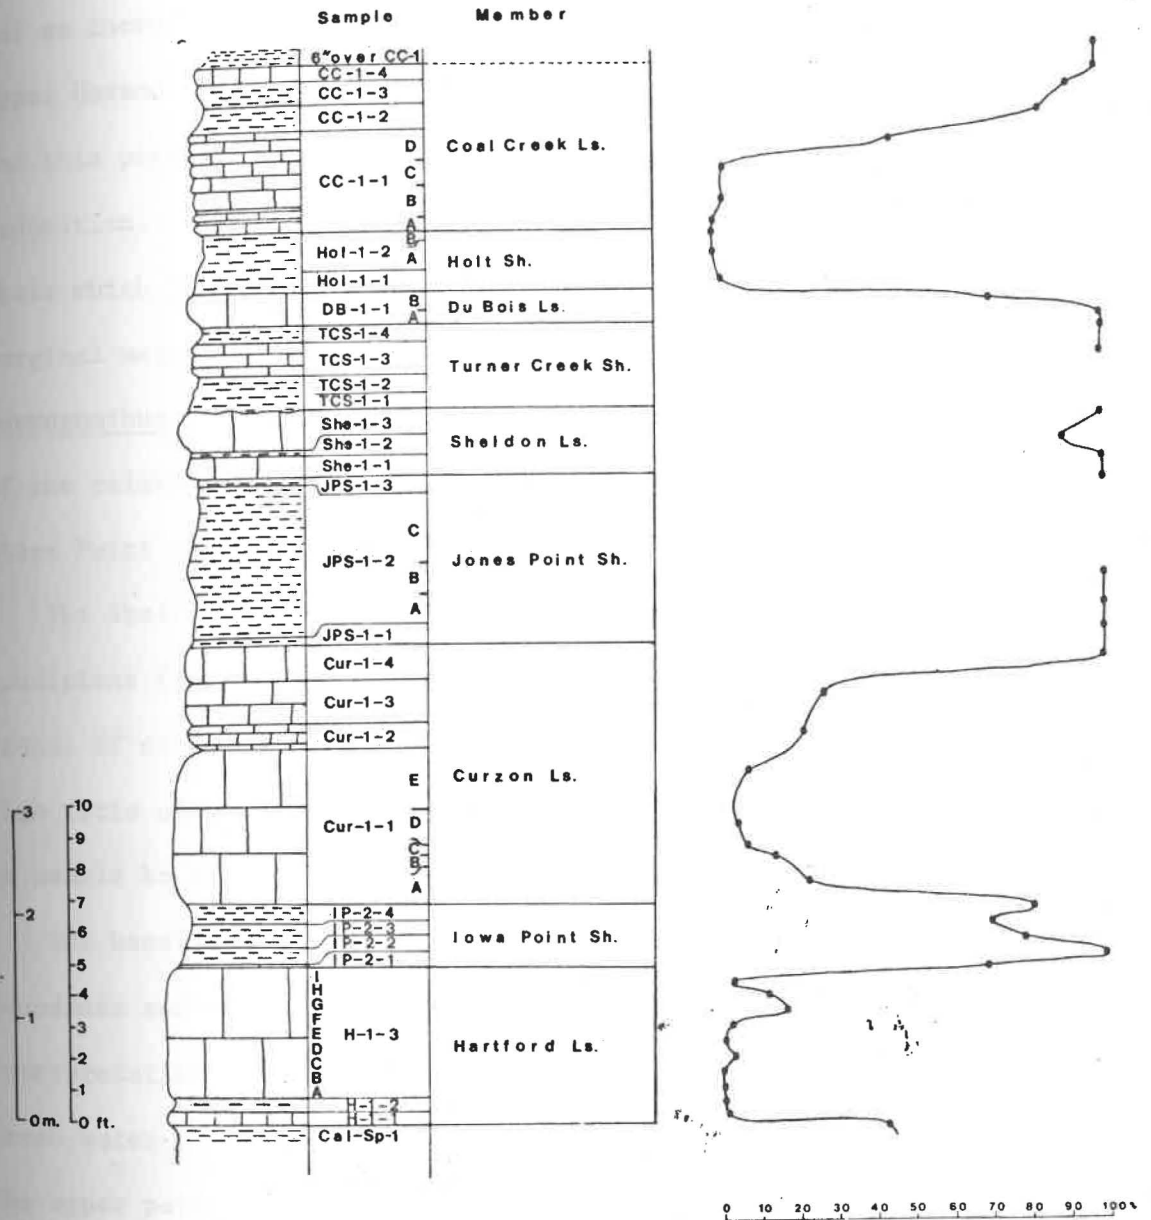 Sample Member
6"over CC-1
CC-1-4
CC-1-3
CC-1-2
CC-1-1
D
C
B
A
Coal Creek Ls.
Hol-1-2
B
A
Hol-1-1
Holt Sh.
DB-1-1
B
A
Du Bois Ls.
TCS-1-4
TCS-1-3
TCS-1-2
TCS-1-1
Turner Creek Sh.
She-1-3
She-1-2
She-1-1
Sheldon Ls.
JPS-1-3
JPS-1-2
C
B
A
JPS-1-1
Jones Point Sh.
Cur-1-4
Cur-1-3
Cur-1-2
Cur-1-1
E
D
C
B
A
Curzon Ls.
IP-2-4
IP-2-3
IP-2-2
IP-2-1
Iowa Point Sh.
I
H
G
F
E
D
C
B
A
H-1-3
H-1-2
H-1-1
Hartford Ls.
Cal-Sp-1
3
2
1
0m.
10
9
8
7
6
5
4
3
2
1
0 ft.
0 10 20 30 40 50 60 70 80 90 100%